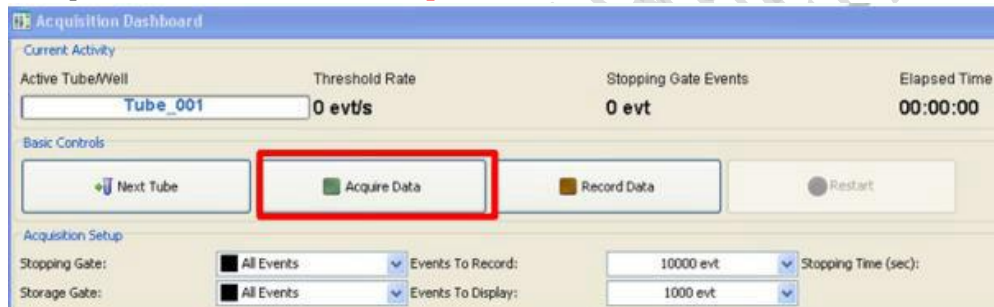 Acquisition Dashboard
Current Activity
Active Tube/Well Threshold Rate Stopping Gate Events Elapsed Time
Tube_001 0 evt/s 0 evt 00:00:00
Basic Controls
Next Tube Acquire Data Record Data Restart
Acquisition Setup
Stopping Gate: All Events Events To Record: 10000 evt Stopping Time (sec):
Storage Gate: All Events Events To Display: 1000 evt